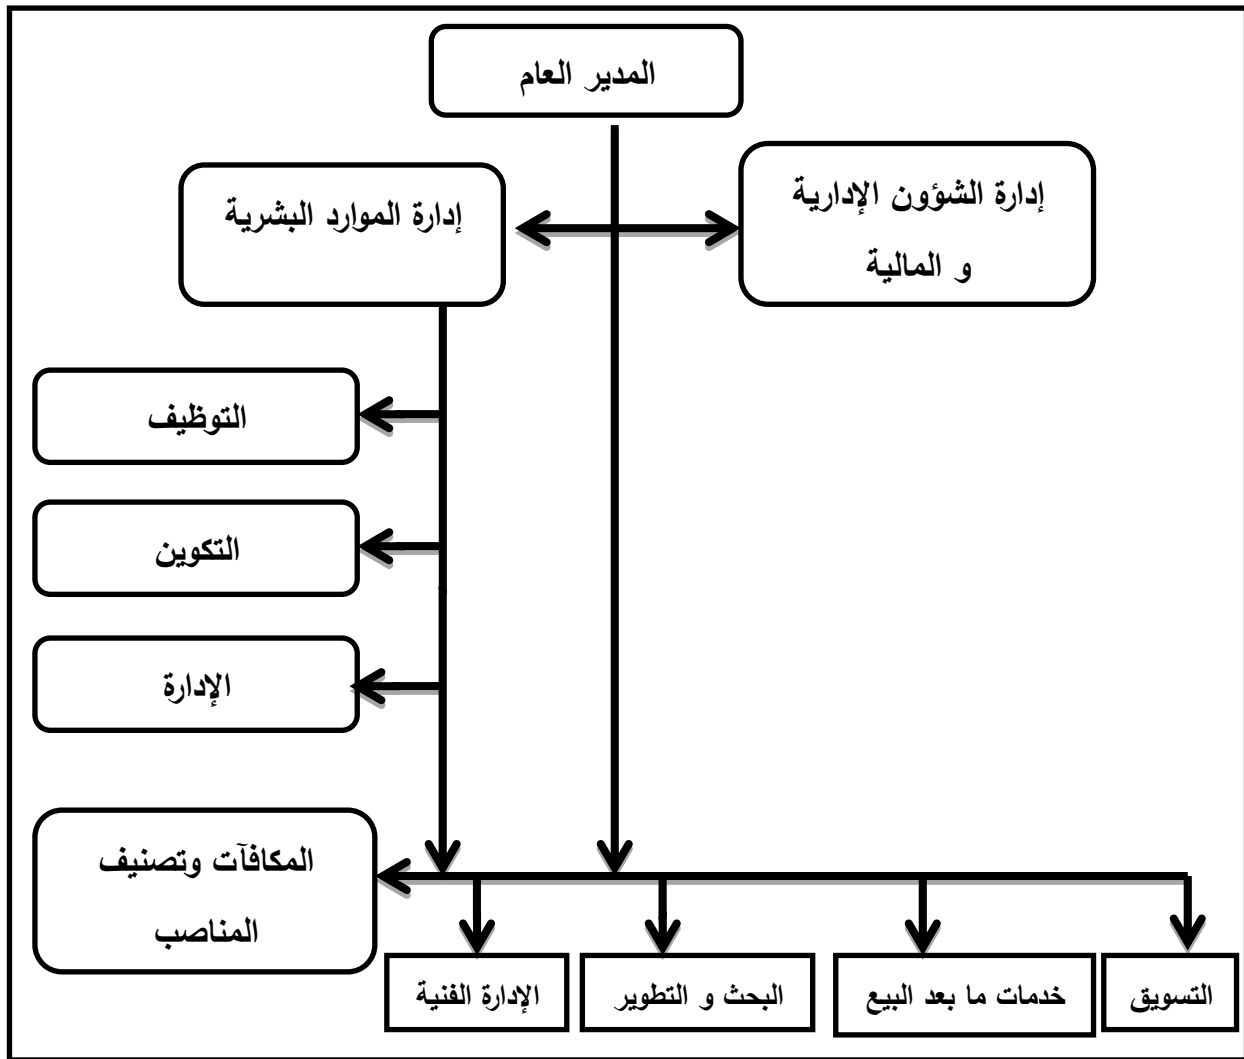 المدير العام
إدارة الشؤون الإدارية
و المالية
إدارة الموارد البشرية
التوظيف
التكوين
الإدارة
المكافآت وتصنيف
المناصب
التسويق
خدمات ما بعد البيع
البحث و التطوير
الإدارة الفنية